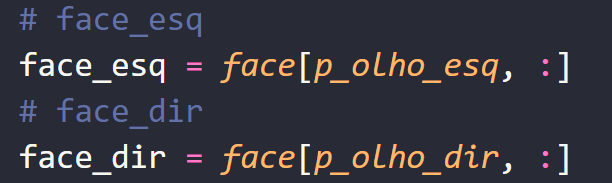 # face_esq
face_esq = face[p_olho_esq, :]
# face_dir
face_dir = face[p_olho_dir, :]